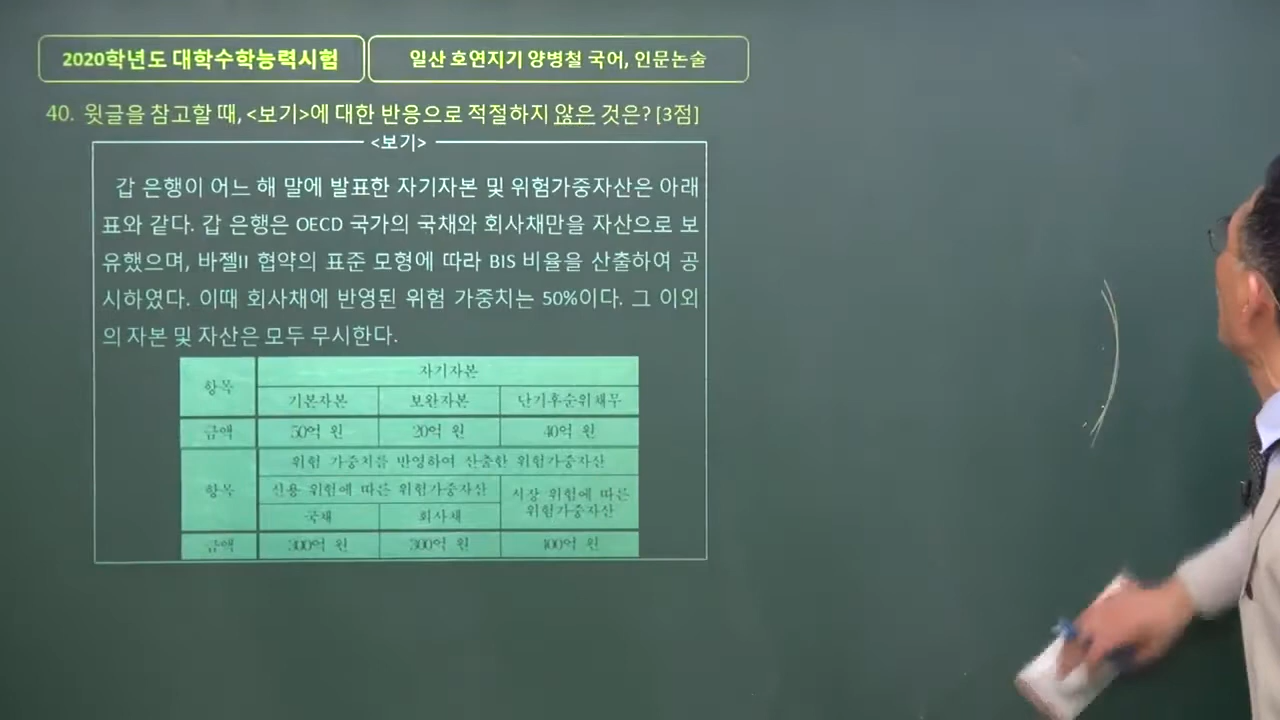 2020학년도 대학수학능력시험
일산 호연지기 양병철 국어, 인문논술
40. 윗글을 참고할 때, <보기>에 대한 반응으로 적절하지 않은 것은? [3점]
<보기>
갑 은행이 어느 해 말에 발표한 자기자본 및 위험가중자산은 아래
표와 같다. 갑 은행은 OECD 국가의 국채와 회사채만을 자산으로 보
유했으며, 바젤II 협약의 표준 모형에 따라 BIS 비율을 산출하여 공
시하였다. 이때 회사채에 반영된 위험 가중치는 50%이다. 그 이외
의 자본 및 자산은 모두 무시한다.
항목
자기자본
기본자본 보완자본 단기후순위채무
금액 50억 원 20억 원 40억 원
항목
위험 가중치를 반영하여 산출한 위험가중자산
신용 위험에 따른 위험가중자산
시장 위험에 따른
위험가중자산
국채 회사채
금액 300억 원 300억 원 400억 원